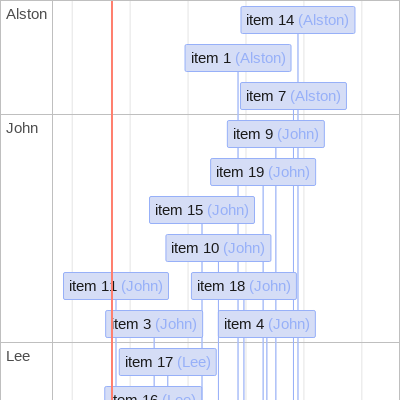 Alston
item 14 (Alston)
item 1 (Alston)
item 7 (Alston)
John
item 9 (John)
item 19 (John)
item 15 (John)
item 10 (John)
item 11 (John)
item 18 (John)
item 3 (John)
item 4 (John)
Lee
item 17 (Lee)
item 16 (Lee)